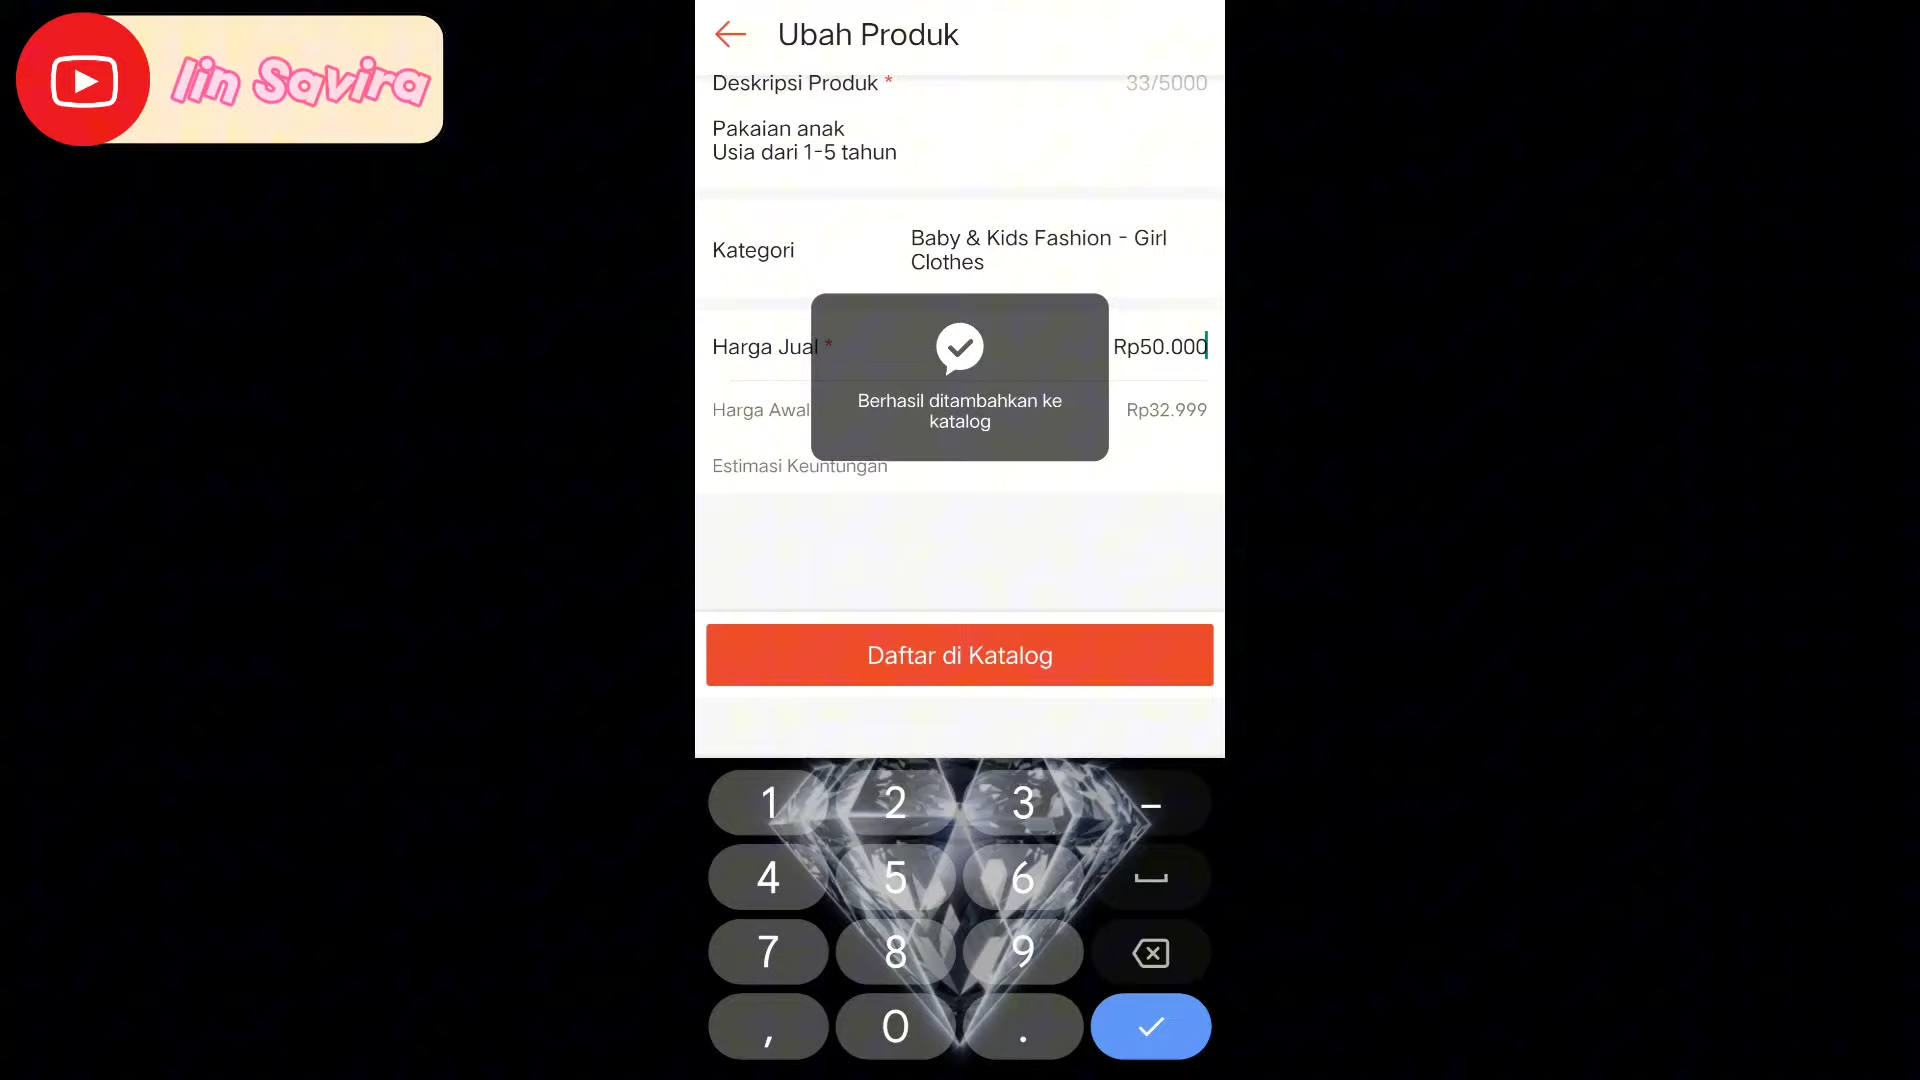 Iin Savira
Ubah Produk
Deskripsi Produk * 33/5000
Pakaian anak
Usia dari 1-5 tahun
Kategori
Baby & Kids Fashion - Girl
Clothes
Harga Jual * Rp50.000
Harga Awal Rp32.999
Berhasil ditambahkan ke
katalog
Estimasi Keuntungan
Daftar di Katalog
1 2 3 -
4 5 6
7 8 9
, 0 .